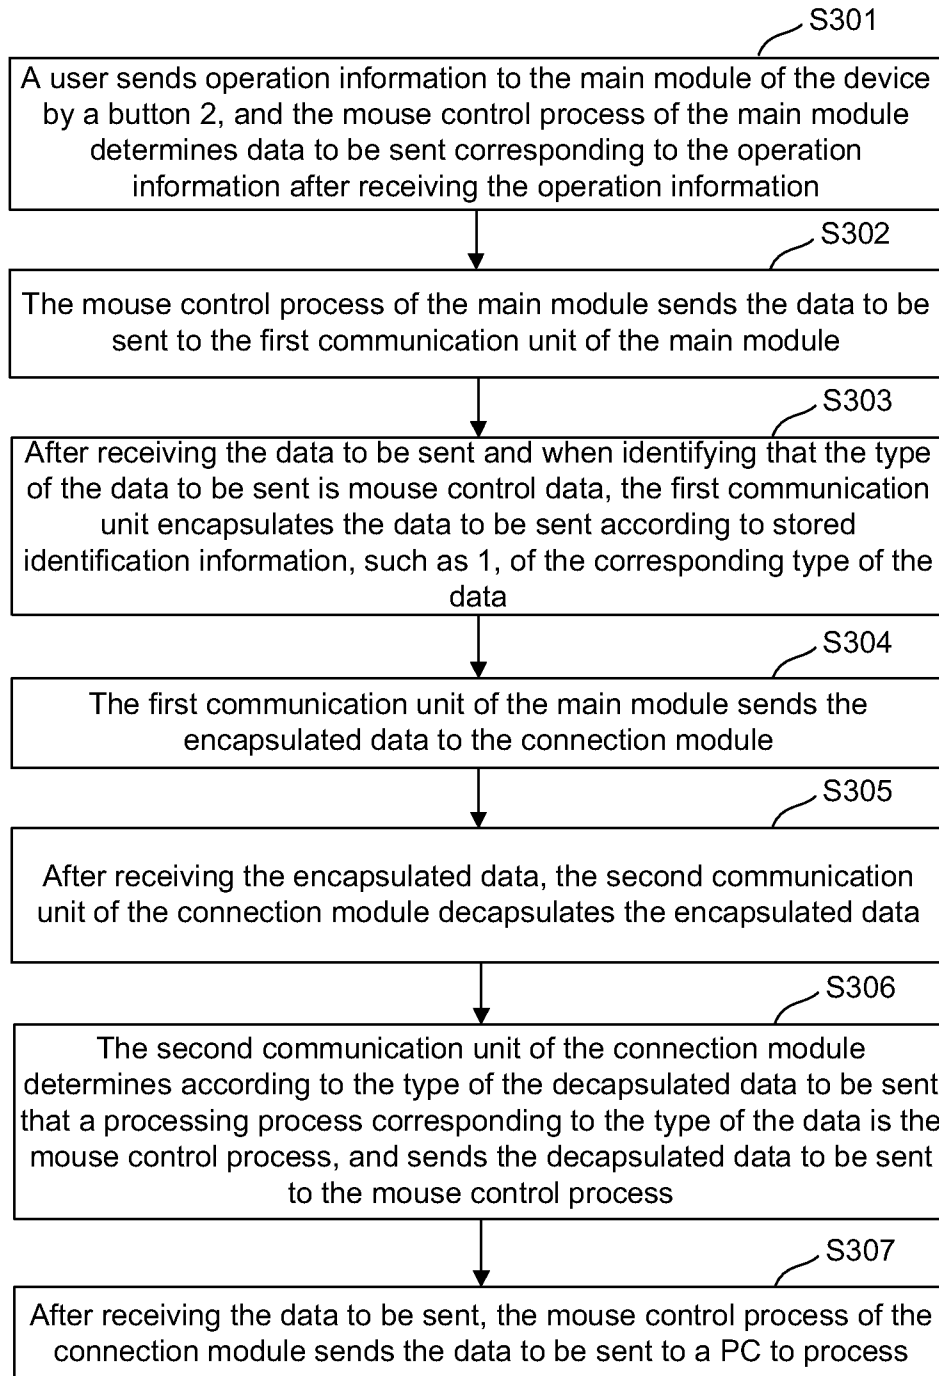 S301
A user sends operation information to the main module of the device
by a button 2, and the mouse control process of the main module
determines data to be sent corresponding to the operation
information after receiving the operation information
S302
The mouse control process of the main module sends the data to be
sent to the first communication unit of the main module
S303
After receiving the data to be sent and when identifying that the type
of the data to be sent is mouse control data, the first communication
unit encapsulates the data to be sent according to stored
identification information, such as 1, of the corresponding type of the
data
S304
The first communication unit of the main module sends the
encapsulated data to the connection module
S305
After receiving the encapsulated data, the second communication
unit of the connection module decapsulates the encapsulated data
S306
The second communication unit of the connection module
determines according to the type of the decapsulated data to be sent
that a processing process corresponding to the type of the data is the
mouse control process, and sends the decapsulated data to be sent
to the mouse control process
S307
After receiving the data to be sent, the mouse control process of the
connection module sends the data to be sent to a PC to process